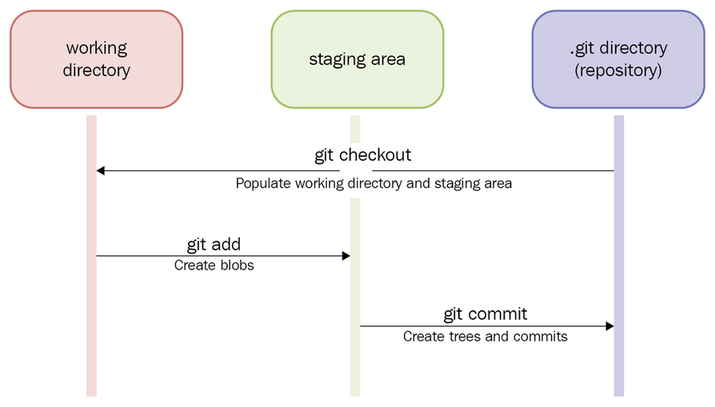 working
directory
staging area
.git directory
(repository)
git checkout
Populate working directory and staging area
git add
Create blobs
git commit
Create trees and commits